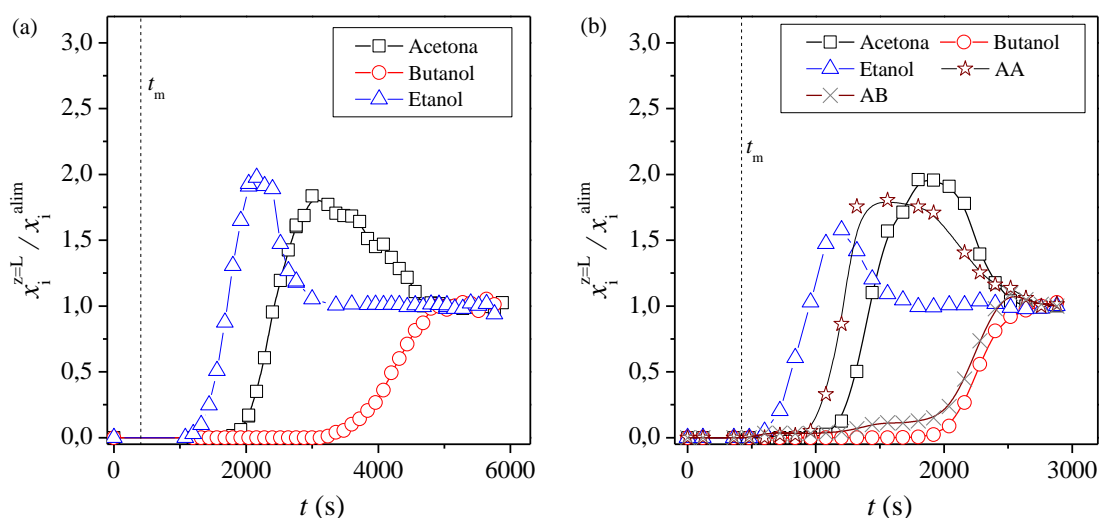 (a)
3,0
2,5
2,0
1,5
1,0
0,5
0,0
x_i^{z=L} / x_i^{alim}
t_m
Acetona
Butanol
Etanol
0 2000 4000 6000
t (s)
(b)
3,0
2,5
2,0
1,5
1,0
0,5
0,0
x_i^{z=L} / x_i^{alim}
t_m
Acetona Butanol
Etanol AA
AB
0 1000 2000 3000
t (s)